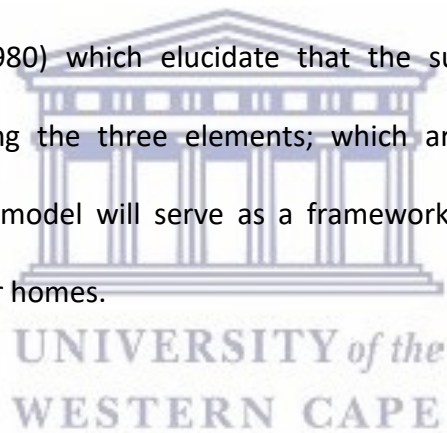 980) which elucidate that the su
ng the three elements; which ar
model will serve as a framework
r homes.
UNIVERSITY of the
WESTERN CAPE